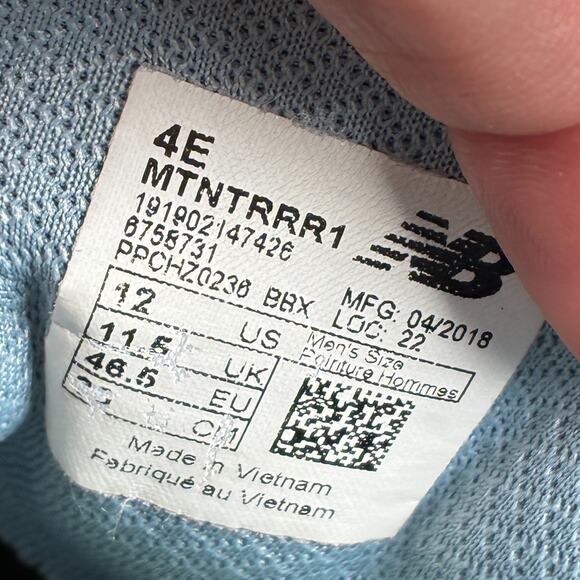 4E
MTNTRRR1
191902147426
6758731
PPCHZ0236 BBX
NB
MFG: 04/2018
LOC: 22
12 US
11.5 UK
46.5 EU
CM
Men's Size
Pointure Hommes
Made in Vietnam
Fabriqué au Vietnam